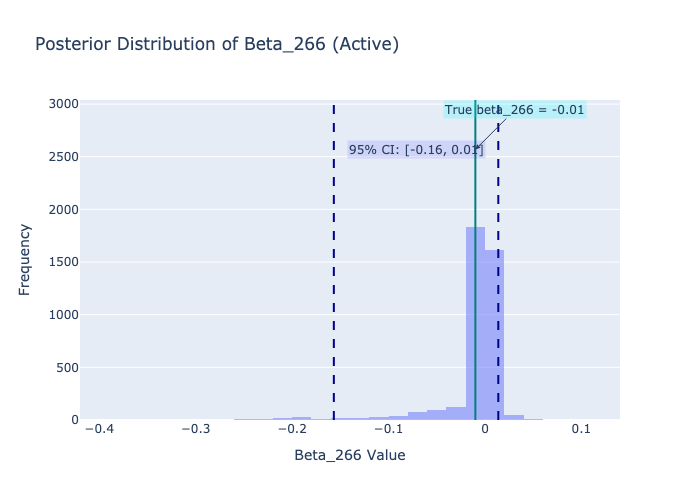 Posterior Distribution of Beta_266 (Active)
3000
True beta_266 = -0.01
2500
95% CI: [-0.16, 0.01]
2000
1500
1000
500
0
Frequency
−0.4
−0.3
−0.2
−0.1
0
0.1
Beta_266 Value